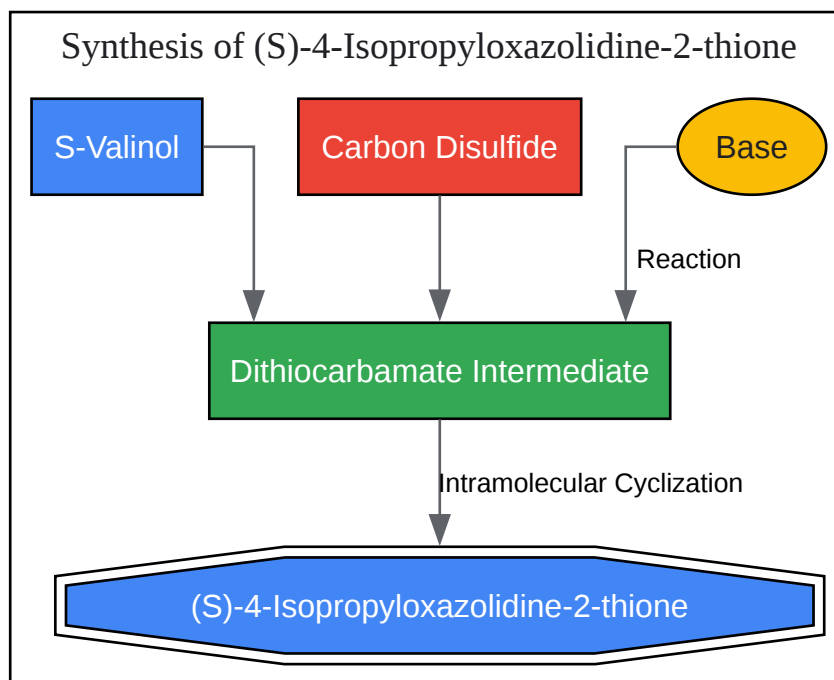 Synthesis of (S)-4-Isopropyloxazolidine-2-thione
S-Valinol
Carbon Disulfide
Base
Reaction
Dithiocarbamate Intermediate
Intramolecular Cyclization
(S)-4-Isopropyloxazolidine-2-thione